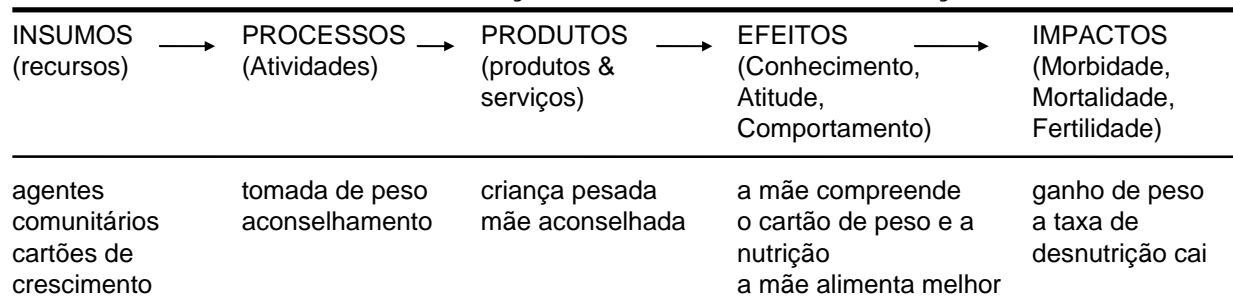 INSUMOS
(recursos)
PROCESSOS
(Atividades)
PRODUTOS
(produtos &
serviços)
EFEITOS
(Conhecimento,
Atitude,
Comportamento)
IMPACTOS
(Morbidade,
Mortalidade,
Fertilidade)
agentes
comunitários
cartões de
crescimento
tomada de peso
aconselhamento
criança pesada
mãe aconselhada
a mãe compreende
o cartão de peso e a
nutrição
a mãe alimenta melhor
ganho de peso
a taxa de
desnutrição cai